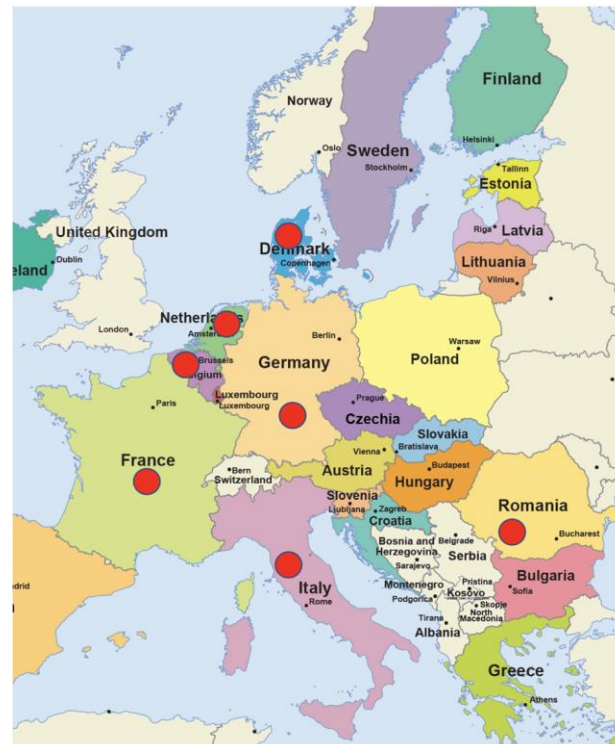 Finland
Norway
Helsinki
Oslo
Sweden
Tallinn
Stockholm
Estonia
United Kingdom
Riga
Latvia
Denmark
eland
Dublin
Copenhagen
Lithuania
Vilnius
Netherlands
London
Amster
Berlin
Warsaw
Brussels
Germany
Poland
lgium
Luxembourg
Luxembourg
Paris
Prague
Czechia
Slovakia
Vienna
Bratislava
France
Austria
Budapest
Bern
Switzerland
Hungary
Slovenia
Ljubljana
Zagreb
Croatia
Romania
Bosnia and
Herzegovina
Belgrade
Bucharest
Serbia
Sarajevo
Italy
Montenegro
Pristina
Bulgaria
Kosovo
Sofia
Podgorica
Rome
Skopje
North
Macedonia
Tirana
Albania
adrid
n
Greece
Athens